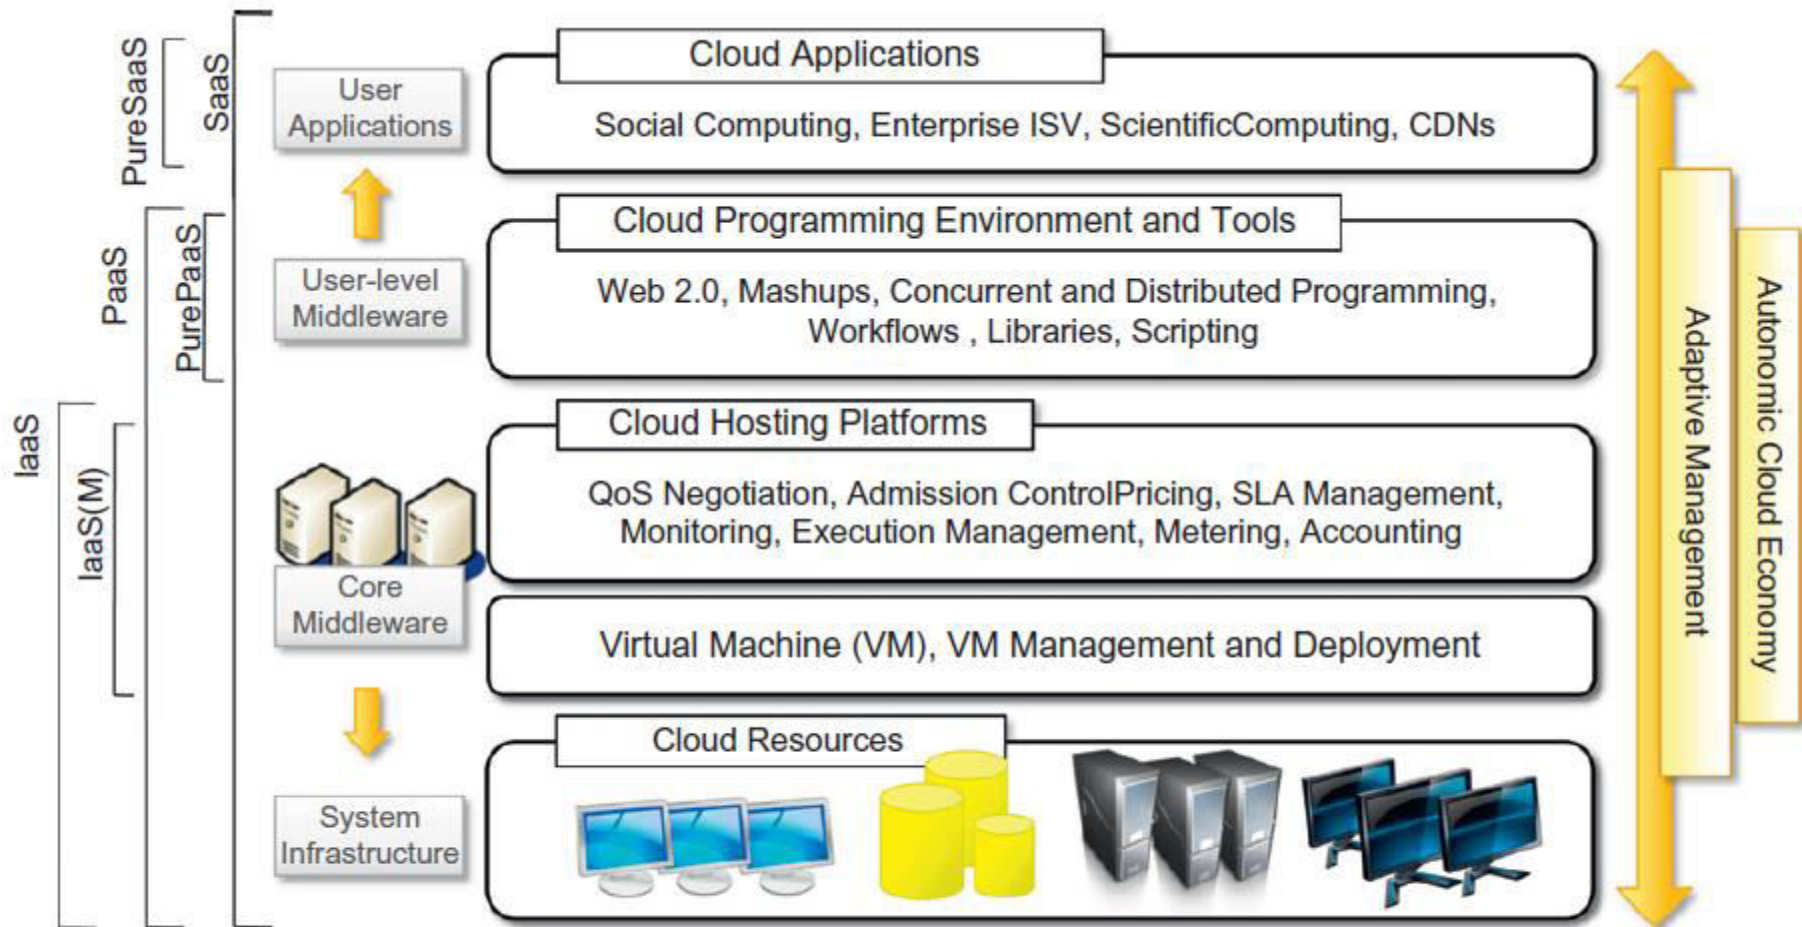 PureSaaS
SaaS
User
Applications
Cloud Applications
Social Computing, Enterprise ISV, ScientificComputing, CDNs
PaaS
PurePaaS
User-level
Middleware
Cloud Programming Environment and Tools
Web 2.0, Mashups, Concurrent and Distributed Programming,
Workflows , Libraries, Scripting
IaaS
IaaS(M)
Core
Middleware
Cloud Hosting Platforms
QoS Negotiation, Admission ControlPricing, SLA Management,
Monitoring, Execution Management, Metering, Accounting
Virtual Machine (VM), VM Management and Deployment
System
Infrastructure
Cloud Resources
Adaptive Management
Autonomic Cloud Economy